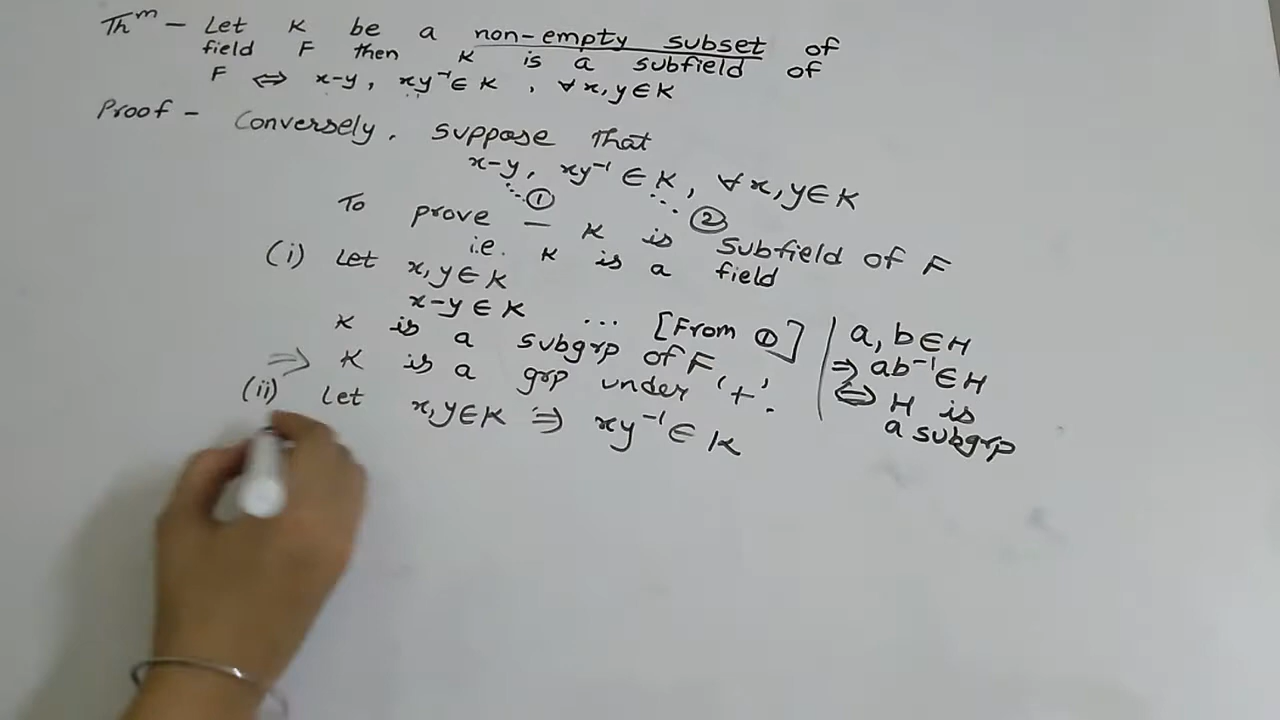 Thᵐ - Let K be a non-empty subset of
field F then K is a subfield of
F ⇔ x-y, xy⁻¹ ∈ K , ∀ x, y ∈ K
Proof - Conversely, suppose that
x-y, xy⁻¹ ∈ K, ∀ x, y ∈ K
... ① ... ②
To prove - K is Subfield of F
i.e. K is a field
(i) Let x, y ∈ K
x-y ∈ K ... [From ①]
K is a subgrp of F
⇒ K is a grp under '+'.
(ii) Let x, y ∈ K ⇒ xy⁻¹ ∈ K
a, b ∈ H
⇒ ab⁻¹ ∈ H
⇔ H is
a subgrp